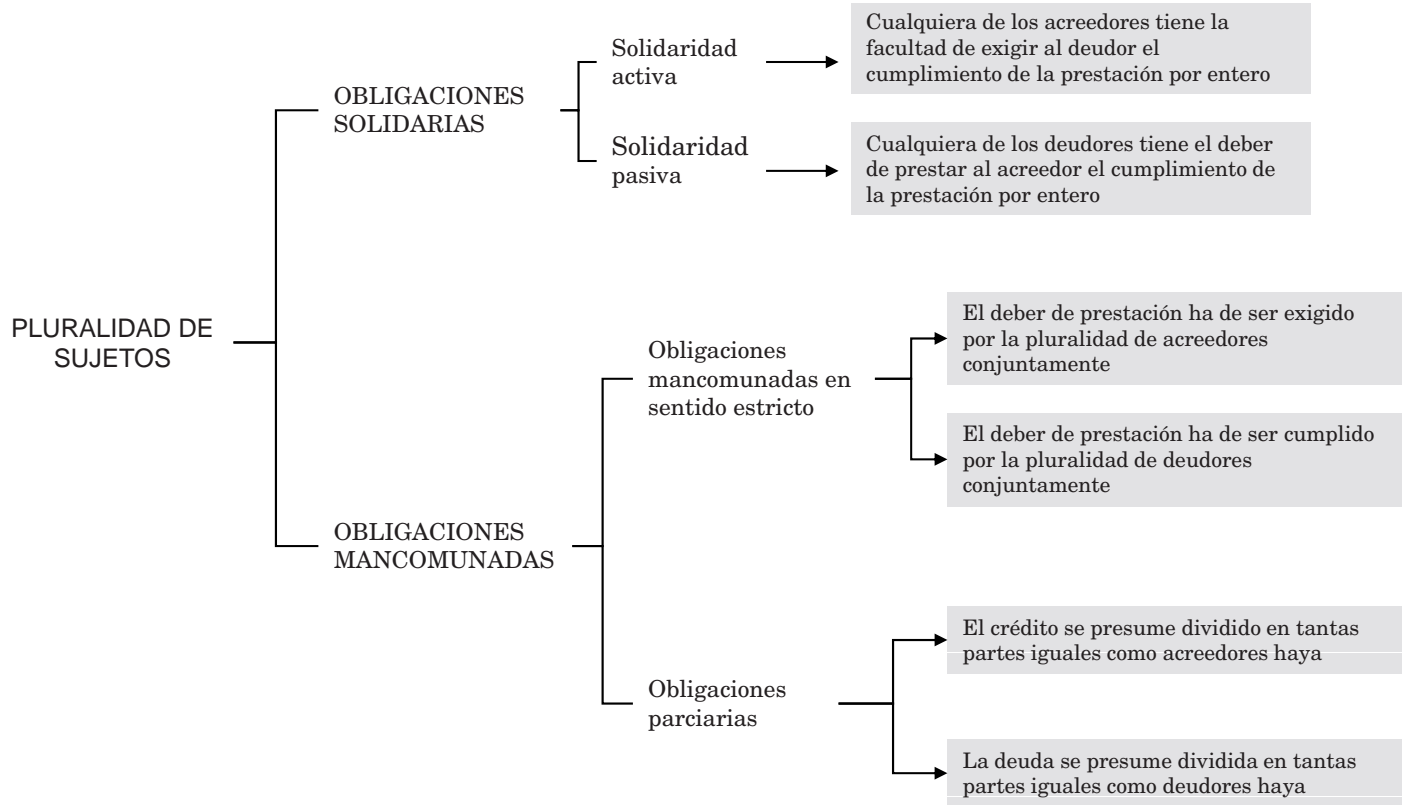 PLURALIDAD DE
SUJETOS
OBLIGACIONES
SOLIDARIAS
Solidaridad
activa
Cualquiera de los acreedores tiene la
facultad de exigir al deudor el
cumplimiento de la prestación por entero
Solidaridad
pasiva
Cualquiera de los deudores tiene el deber
de prestar al acreedor el cumplimiento de
la prestación por entero
OBLIGACIONES
MANCOMUNADAS
Obligaciones
mancomunadas en
sentido estricto
El deber de prestación ha de ser exigido
por la pluralidad de acreedores
conjuntamente
El deber de prestación ha de ser cumplido
por la pluralidad de deudores
conjuntamente
Obligaciones
parciarias
El crédito se presume dividido en tantas
partes iguales como acreedores haya
La deuda se presume dividida en tantas
partes iguales como deudores haya